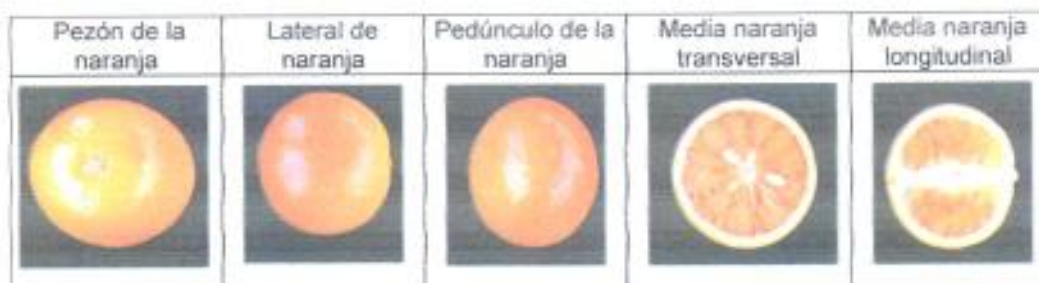 Pezón de la
naranja
Lateral de
naranja
Pedúnculo de la
naranja
Media naranja
transversal
Media naranja
longitudinal